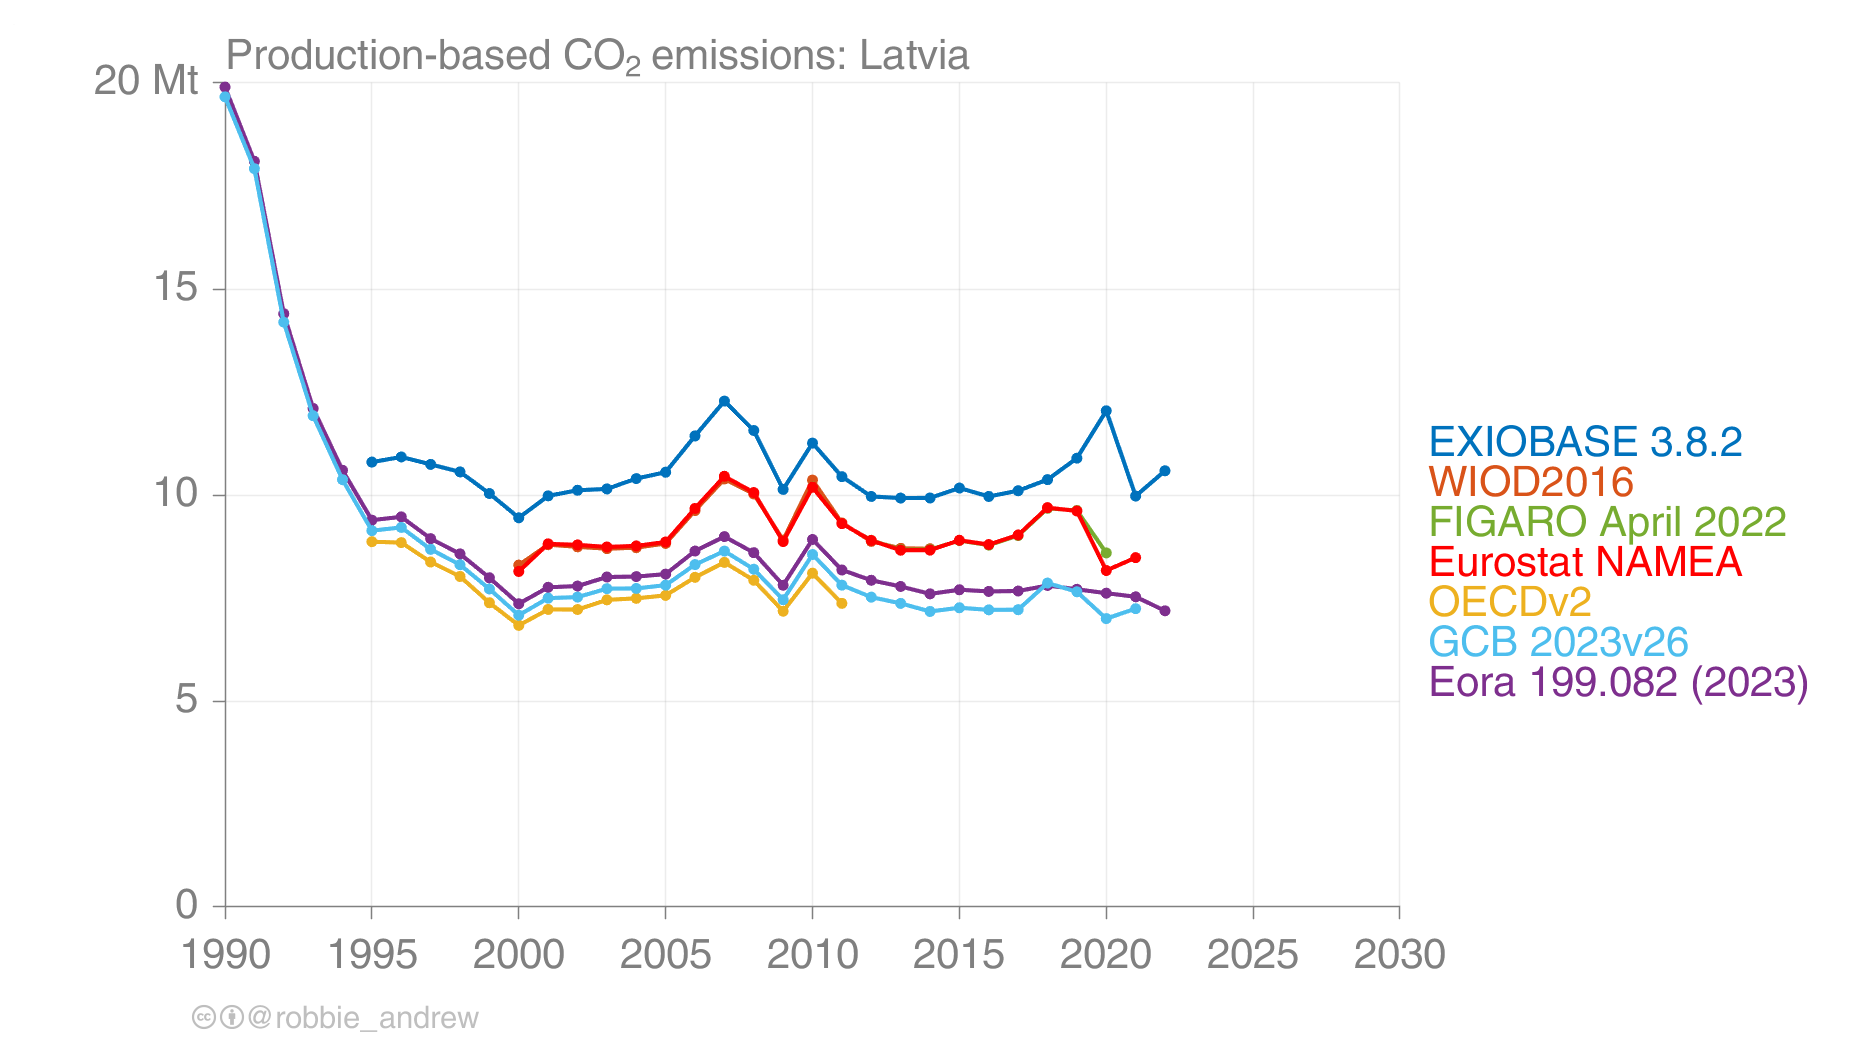 Production-based CO₂ emissions: Latvia
20 Mt
15
10
5
0
1990 1995 2000 2005 2010 2015 2020 2025 2030
EXIOBASE 3.8.2
WIOD2016
FIGARO April 2022
Eurostat NAMEA
OECDv2
GCB 2023v26
Eora 199.082 (2023)
cc @robbie_andrew